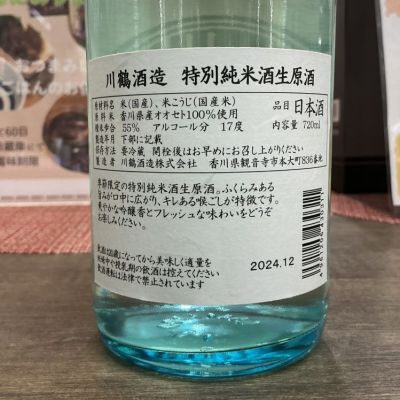 川鶴酒造 特別純米酒生原酒
原材料名 米(国産)、米こうじ(国産米)
原料米 香川県産オオセト100%使用
精米歩合 55% アルコール分 17度
製造年月 下部に記載
保存方法 要冷蔵 開栓後はお早めにお召し上がりください
製造者 川鶴酒造株式会社 香川県観音寺市本大町836番地
品目 日本酒
内容量 720ml
季節限定の特別純米酒生原酒。ふくらみある
旨みが口中に広がり、キレある喉ごしが特徴です。
爽やかな吟醸香とフレッシュな味わいをどうぞ
お楽しみください。
飲酒は20歳になってから美味しく適量を
妊娠中や授乳期の飲酒は控えてください
飲酒運転は法律で禁止されています
2024.12